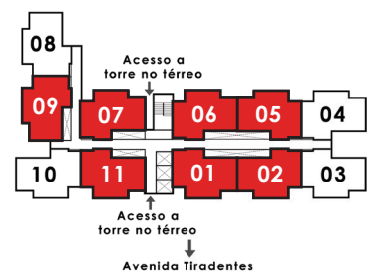 08
Acesso a
torre no térreo
09
07
06
05
04
10
11
01
02
03
Acesso a
torre no térreo
Avenida Tiradentes